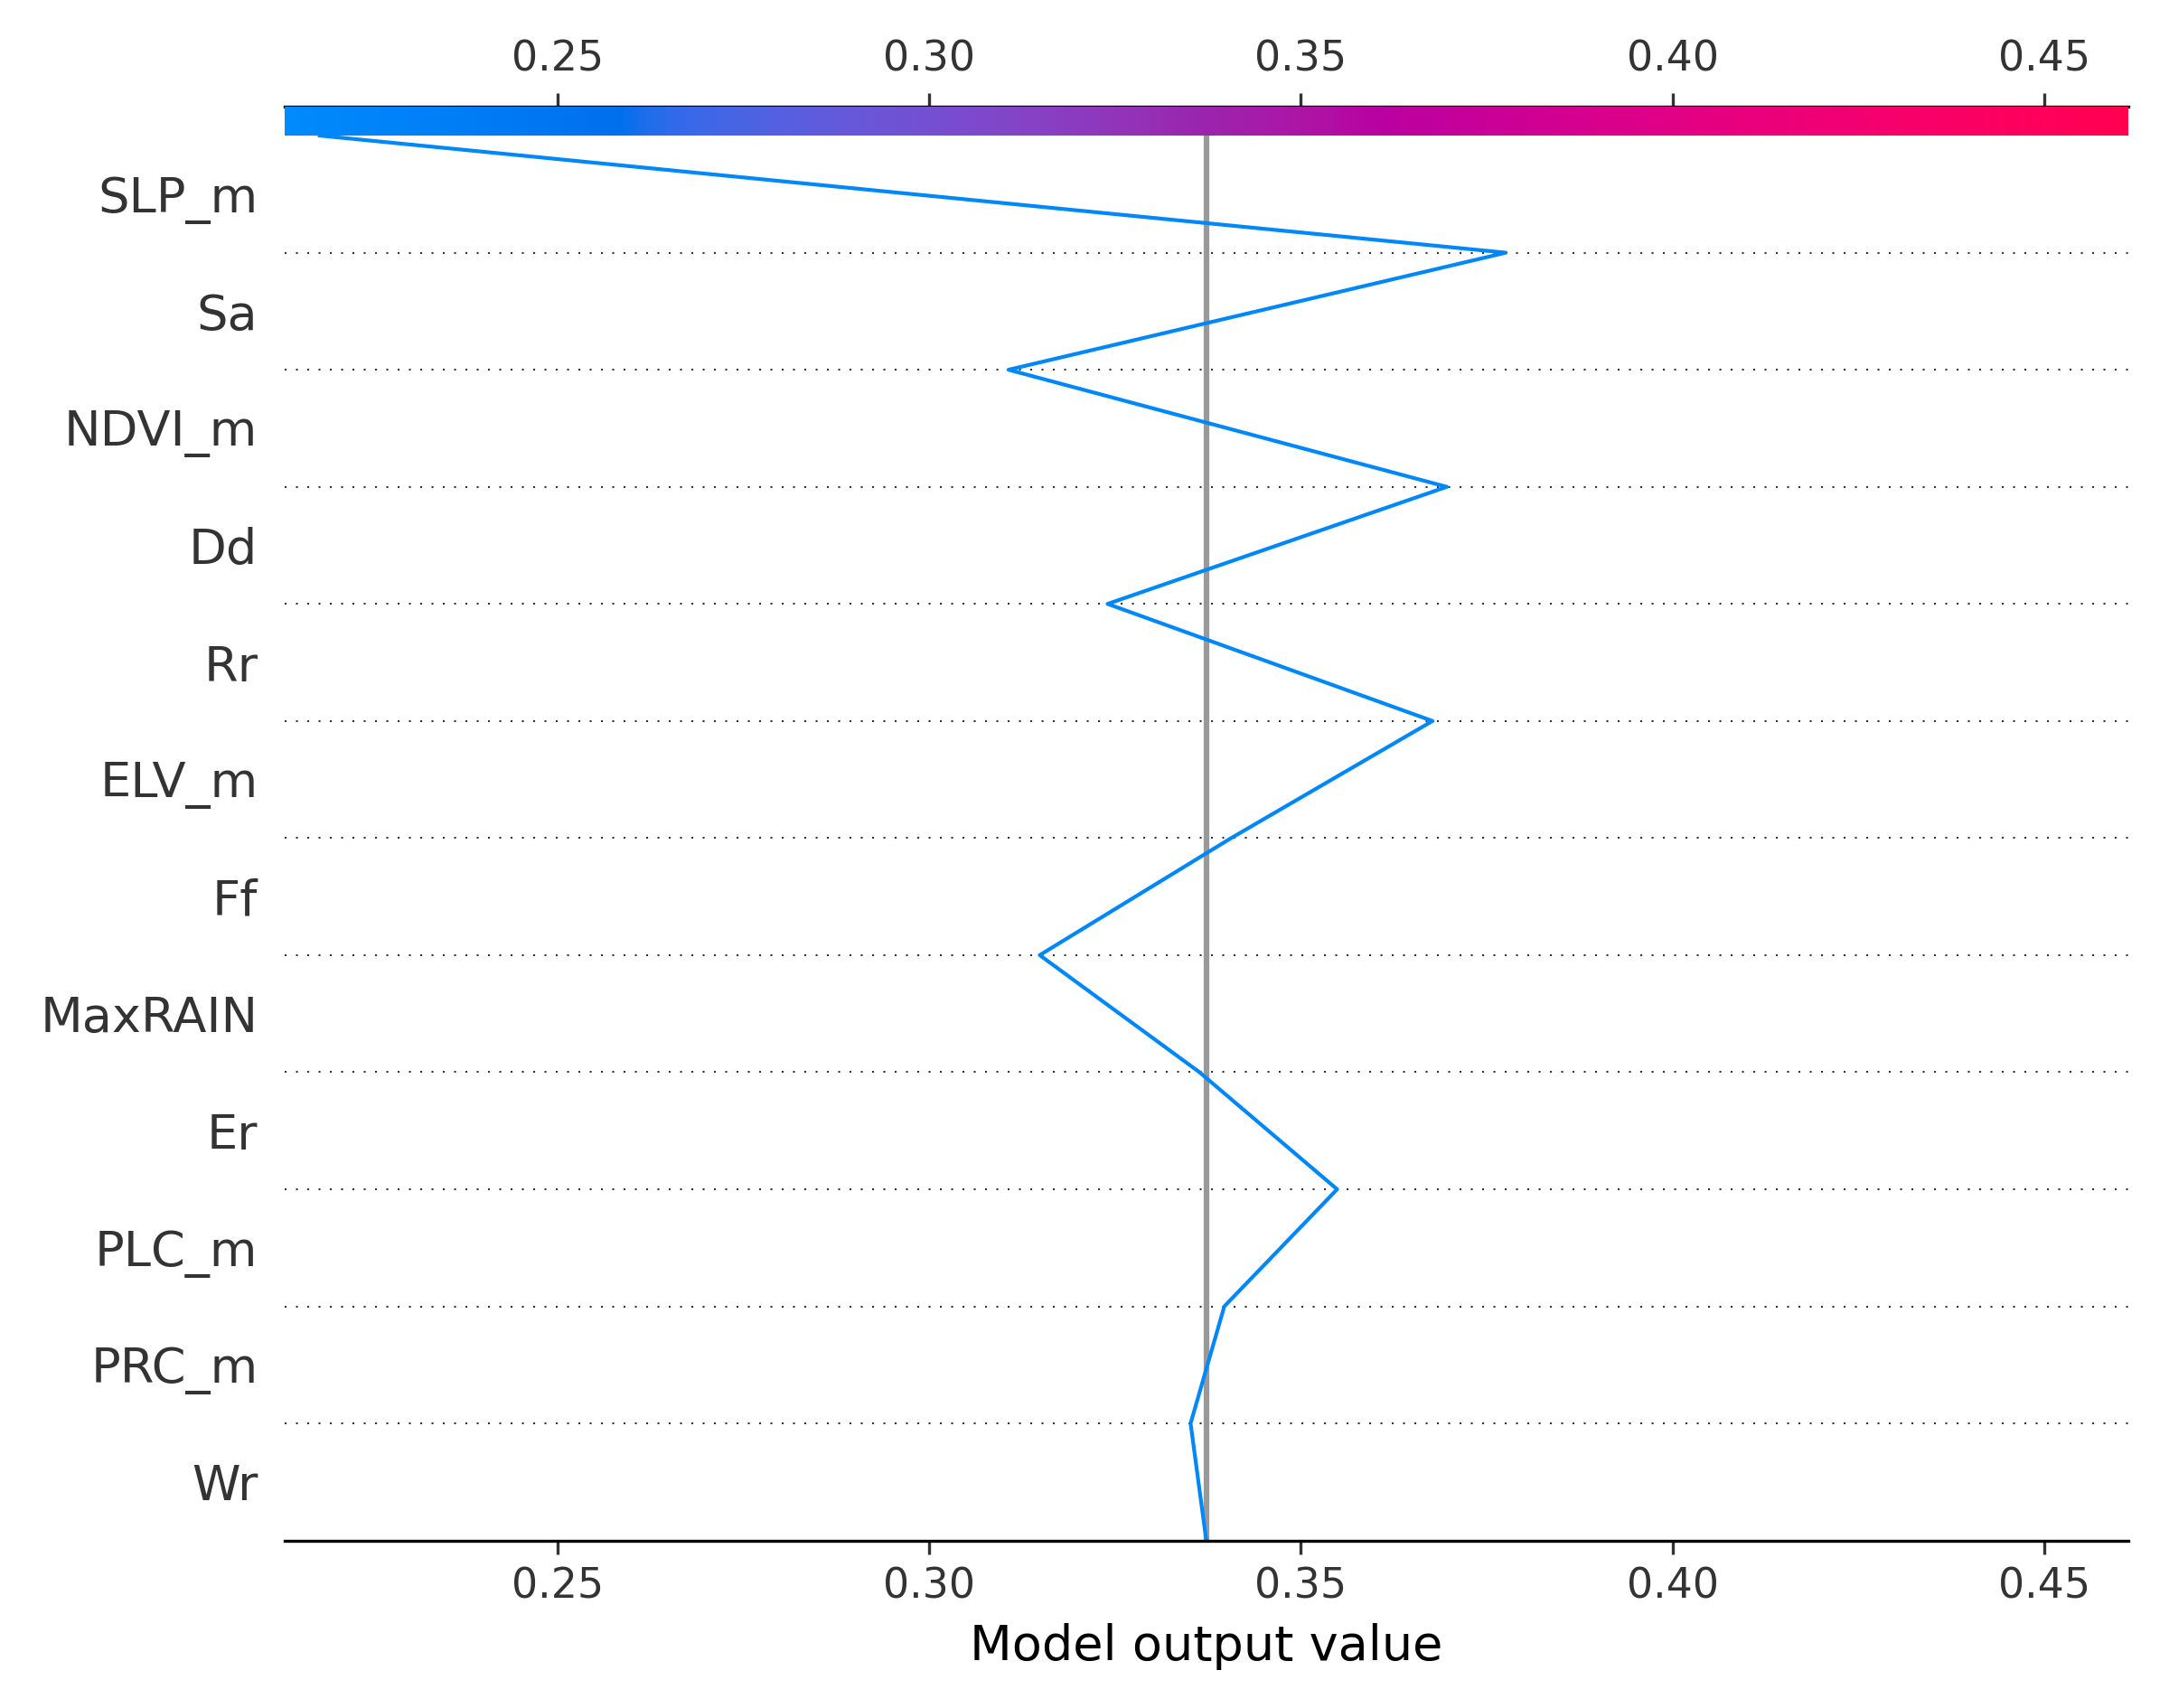 0.25 0.30 0.35 0.40 0.45
SLP_m
Sa
NDVI_m
Dd
Rr
ELV_m
Ff
MaxRAIN
Er
PLC_m
PRC_m
Wr
0.25 0.30 0.35 0.40 0.45
Model output value